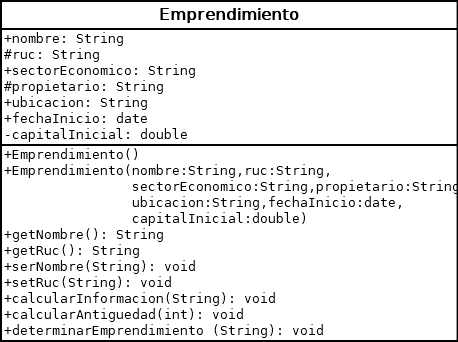 Emprendimiento
+nombre: String
#ruc: String
+sectorEconomico: String
#propietario: String
+ubicacion: String
+fechaInicio: date
-capitalInicial: double
+Emprendimiento()
+Emprendimiento(nombre:String,ruc:String,
sectorEconomico:String,propietario:String
ubicacion:String,fechaInicio:date,
capitalInicial:double)
+getNombre(): String
+getRuc(): String
+serNombre(String): void
+setRuc(String): void
+calcularInformacion(String): void
+calcularAntiguedad(int): void
+determinarEmprendimiento (String): void